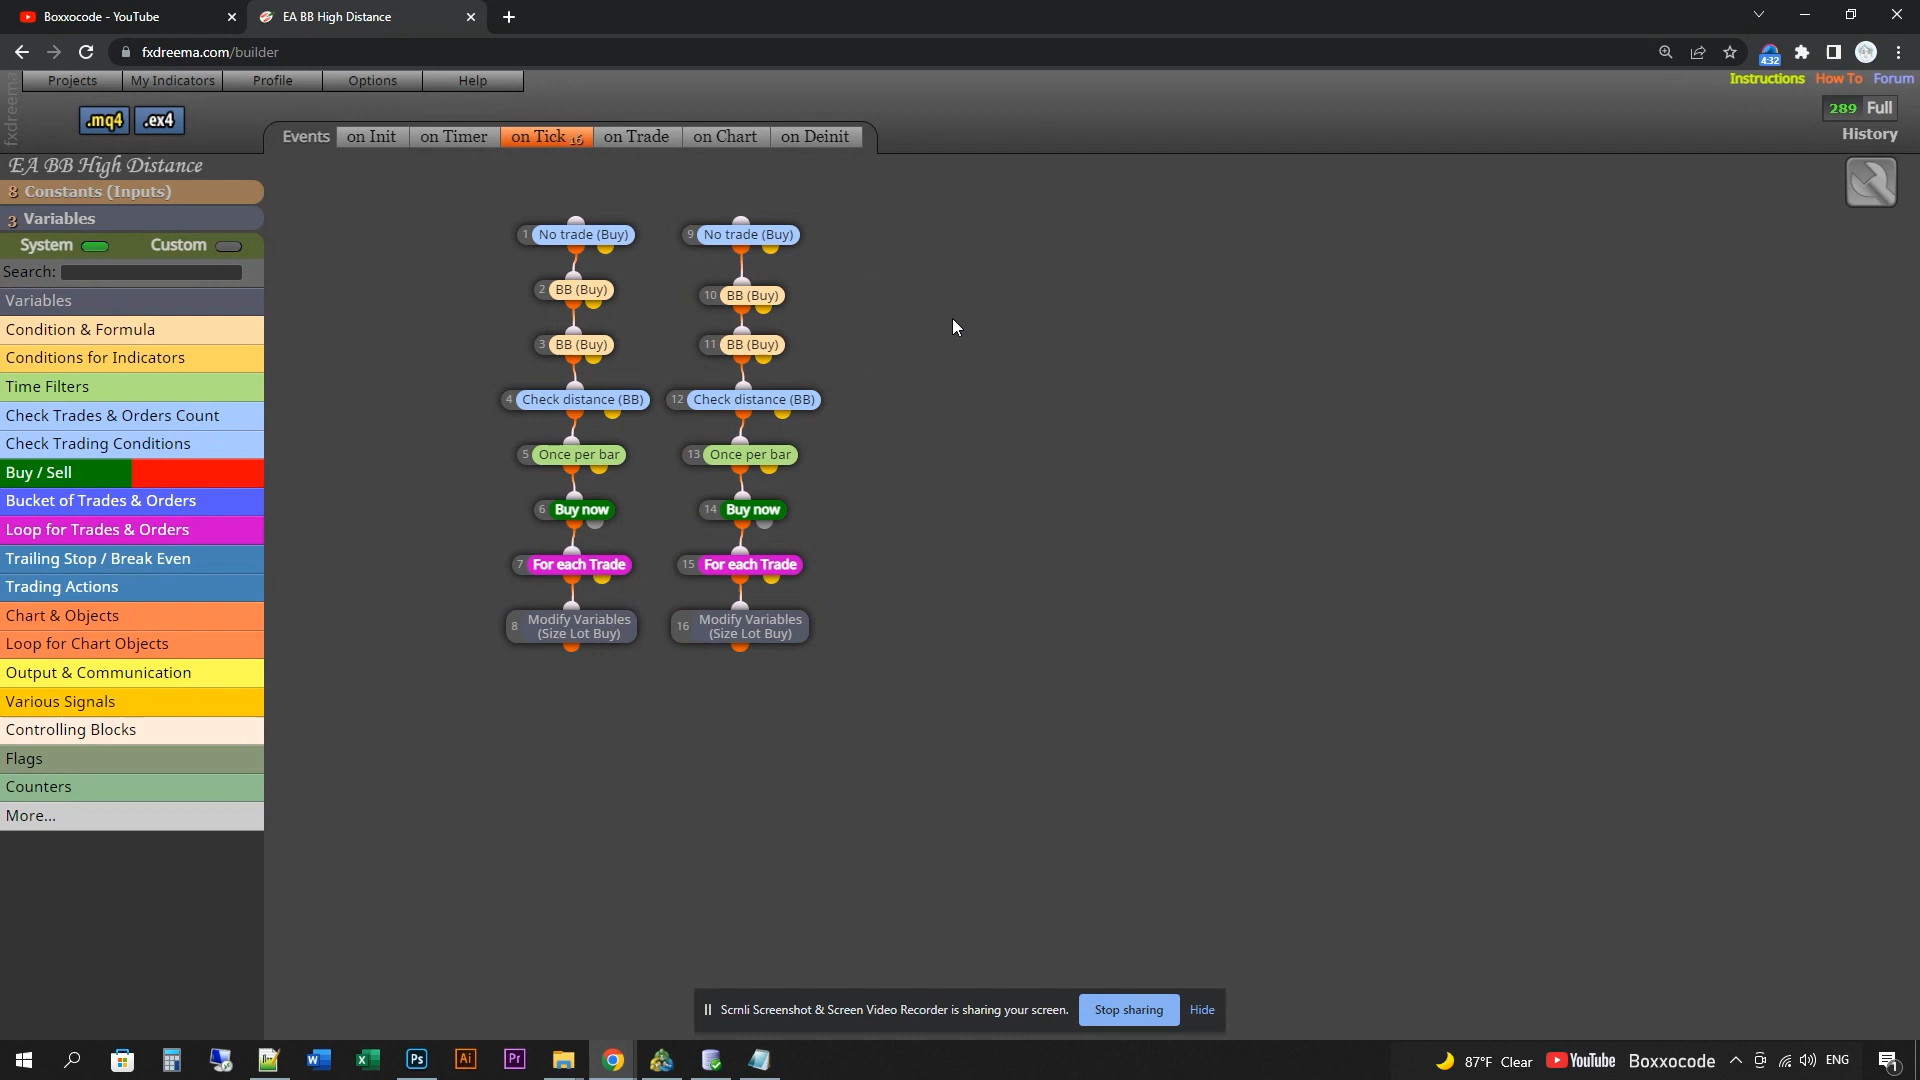 Boxxocode - YouTube
EA BB High Distance
fxdreema.com/builder
4:32
Projects
My Indicators
Profile
Options
Help
Instructions
How To
Forum
fxdreema
.mq4
.ex4
Events
on Init
on Timer
on Tick 16
on Trade
on Chart
on Deinit
289 Full
History
EA BB High Distance
8 Constants (Inputs)
3 Variables
System
Custom
Search:
Variables
Condition & Formula
Conditions for Indicators
Time Filters
Check Trades & Orders Count
Check Trading Conditions
Buy / Sell
Bucket of Trades & Orders
Loop for Trades & Orders
Trailing Stop / Break Even
Trading Actions
Chart & Objects
Loop for Chart Objects
Output & Communication
Various Signals
Controlling Blocks
Flags
Counters
More...
1 No trade (Buy)
2 BB (Buy)
3 BB (Buy)
4 Check distance (BB)
5 Once per bar
6 Buy now
7 For each Trade
8 Modify Variables
(Size Lot Buy)
9 No trade (Buy)
10 BB (Buy)
11 BB (Buy)
12 Check distance (BB)
13 Once per bar
14 Buy now
15 For each Trade
16 Modify Variables
(Size Lot Buy)
Scrnli Screenshot & Screen Video Recorder is sharing your screen.
Stop sharing
Hide
Ps
Ai
Pr
87°F Clear
YouTube
Boxxocode
ENG
1